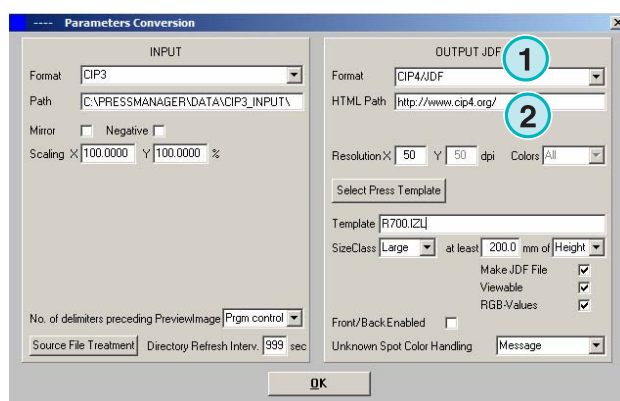 ---- Parameters Conversion
INPUT
Format CIP3
Path C:\PRESSMANAGER\DATA\CIP3_INPUT\
Mirror Negative
Scaling X 100.0000 Y 100.0000 %
No. of delimiters preceding PreviewImage Prgm control
Source File Treatment Directory Refresh Interv. 999 sec
OUTPUT JDF
1
Format CIP4/JDF
HTML Path http://www.cip4.org/
2
Resolution X 50 Y 50 dpi Colors All
Select Press Template
Template R700.IZL
SizeClass Large at least 200.0 mm of Height
Make JDF File
Viewable
RGB-Values
Front/Back Enabled
Unknown Spot Color Handling Message
OK